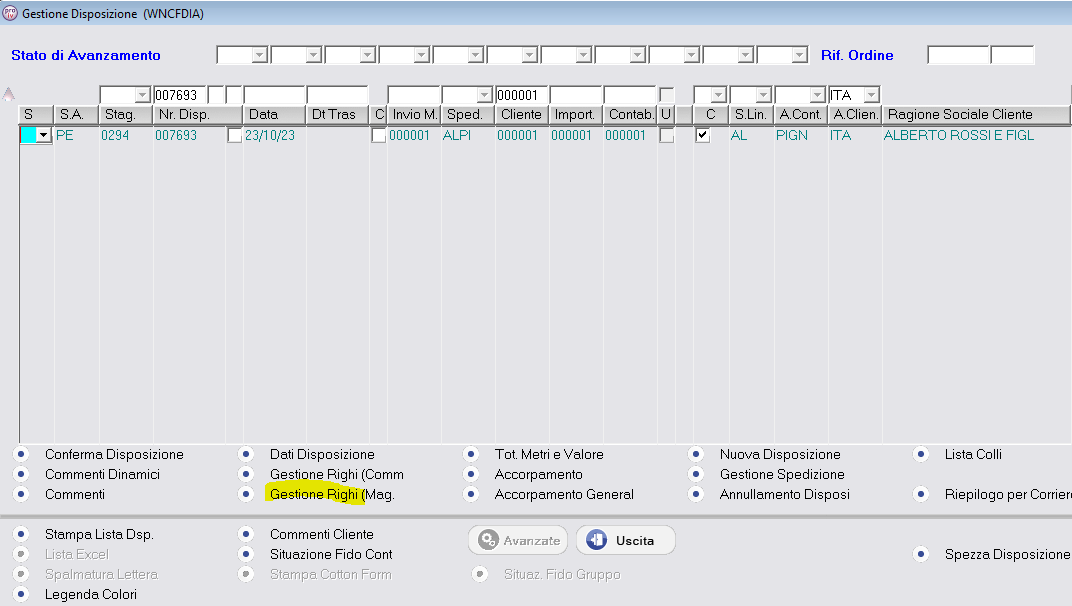 Gestione Disposizione (WNCFDIA)
Stato di Avanzamento Rif. Ordine
007693 000001 ITA
S S.A. Stag. Nr. Disp. Data Dt Tras C Invio M. Sped. Cliente Import. Contab. U C S.Lin. A.Cont. A.Clien. Ragione Sociale Cliente
PE 0294 007693 23/10/23 000001 ALPI 000001 000001 000001 AL PIGN ITA ALBERTO ROSSI E FIGL
Conferma Disposizione Dati Disposizione Tot. Metri e Valore Nuova Disposizione Lista Colli
Commenti Dinamici Gestione Righi (Comm Accorpamento Gestione Spedizione
Commenti Gestione Righi (Mag. Accorpamento General Annullamento Disposi Riepilogo per Corriere
Stampa Lista Dsp. Commenti Cliente Avanzate Uscita
Lista Excel Situazione Fido Cont Spezza Disposizione
Spalmatura Lettera Stampa Cotton Form Situaz. Fido Gruppo
Legenda Colori